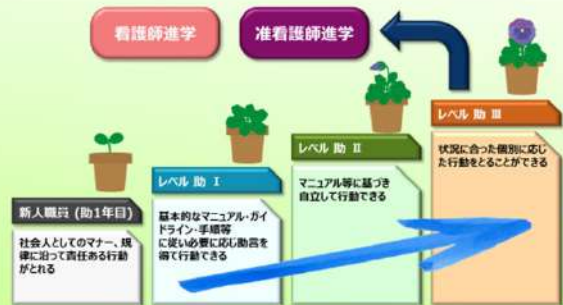 看護師進学
准看護師進学
レベル 助 Ⅲ
状況に合った個別に応じ
た行動をとることができる
レベル 助 Ⅱ
マニュアル等に基づき
自立して行動できる
レベル 助 Ⅰ
基本的なマニュアル・ガイ
ドライン・手順等
に従い必要に応じ助言を
得て行動できる
新人職員 (助1年目)
社会人としてのマナー、規
律に沿って責任ある行動
がとれる